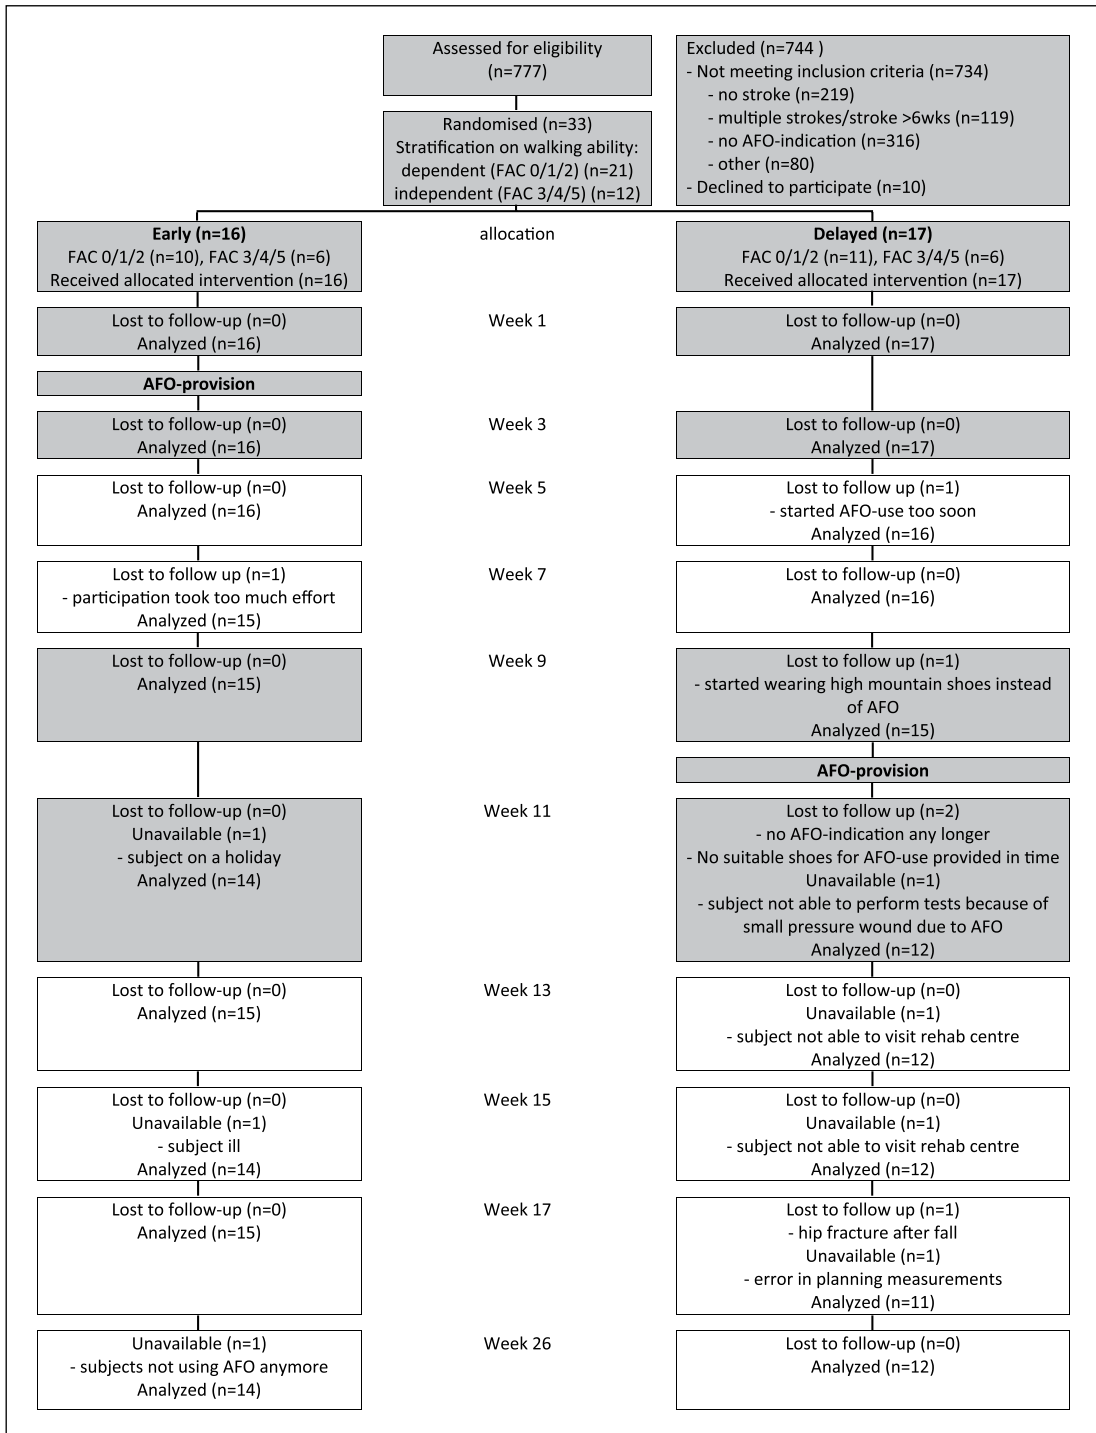 Assessed for eligibility
(n=777)
Excluded (n=744 )
- Not meeting inclusion criteria (n=734)
- no stroke (n=219)
- multiple strokes/stroke >6wks (n=119)
- no AFO-indication (n=316)
- other (n=80)
- Declined to participate (n=10)
Randomised (n=33)
Stratification on walking ability:
dependent (FAC 0/1/2) (n=21)
independent (FAC 3/4/5) (n=12)
Early (n=16)
FAC 0/1/2 (n=10), FAC 3/4/5 (n=6)
Received allocated intervention (n=16)
allocation
Delayed (n=17)
FAC 0/1/2 (n=11), FAC 3/4/5 (n=6)
Received allocated intervention (n=17)
Lost to follow-up (n=0)
Analyzed (n=16)
Week 1
Lost to follow-up (n=0)
Analyzed (n=17)
AFO-provision
Lost to follow-up (n=0)
Analyzed (n=16)
Week 3
Lost to follow-up (n=0)
Analyzed (n=17)
Lost to follow-up (n=0)
Analyzed (n=16)
Week 5
Lost to follow up (n=1)
- started AFO-use too soon
Analyzed (n=16)
Lost to follow up (n=1)
- participation took too much effort
Analyzed (n=15)
Week 7
Lost to follow-up (n=0)
Analyzed (n=16)
Lost to follow-up (n=0)
Analyzed (n=15)
Week 9
Lost to follow up (n=1)
- started wearing high mountain shoes instead
of AFO
Analyzed (n=15)
AFO-provision
Lost to follow-up (n=0)
Unavailable (n=1)
- subject on a holiday
Analyzed (n=14)
Week 11
Lost to follow up (n=2)
- no AFO-indication any longer
- No suitable shoes for AFO-use provided in time
Unavailable (n=1)
- subject not able to perform tests because of
small pressure wound due to AFO
Analyzed (n=12)
Lost to follow-up (n=0)
Analyzed (n=15)
Week 13
Lost to follow-up (n=0)
Unavailable (n=1)
- subject not able to visit rehab centre
Analyzed (n=12)
Lost to follow-up (n=0)
Unavailable (n=1)
- subject ill
Analyzed (n=14)
Week 15
Lost to follow-up (n=0)
Unavailable (n=1)
- subject not able to visit rehab centre
Analyzed (n=12)
Lost to follow-up (n=0)
Analyzed (n=15)
Week 17
Lost to follow up (n=1)
- hip fracture after fall
Unavailable (n=1)
- error in planning measurements
Analyzed (n=11)
Unavailable (n=1)
- subjects not using AFO anymore
Analyzed (n=14)
Week 26
Lost to follow-up (n=0)
Analyzed (n=12)